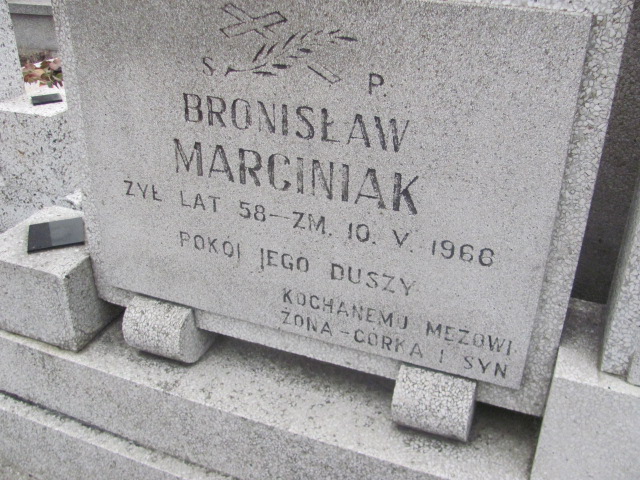 Ś. P.
BRONISŁAW
MARCINIAK
ŻYŁ LAT 58 — ZM. 10. V. 1966
POKÓJ JEGO DUSZY
KOCHANEMU MĘŻOWI
ŻONA - CÓRKA I SYN